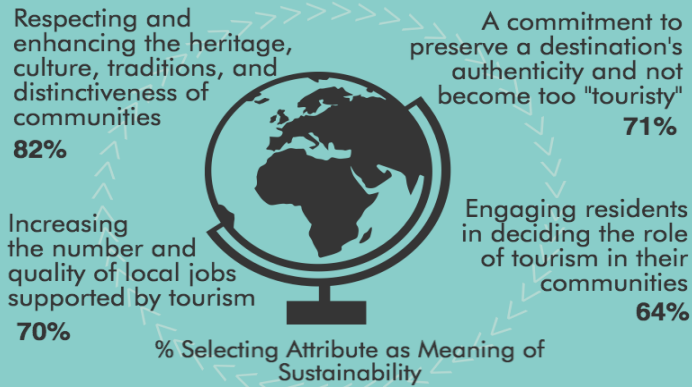 Respecting and
enhancing the heritage,
culture, traditions, and
distinctiveness of
communities
82%
A commitment to
preserve a destination's
authenticity and not
become too "touristy"
71%
Increasing
the number and
quality of local jobs
supported by tourism
70%
Engaging residents
in deciding the role
of tourism in their
communities
64%
% Selecting Attribute as Meaning of
Sustainability